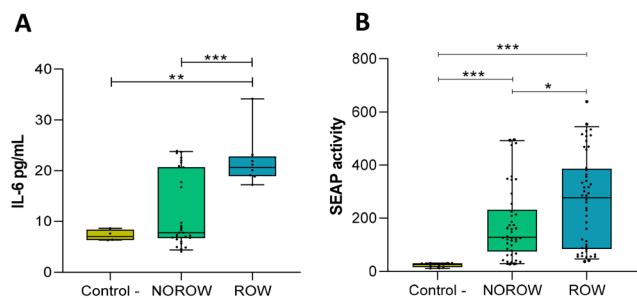 A
IL-6 pg/mL
40
30
20
10
0
***
**
Control - NOROW ROW
B
SEAP activity
800
600
400
200
0
***
***
*
Control - NOROW ROW